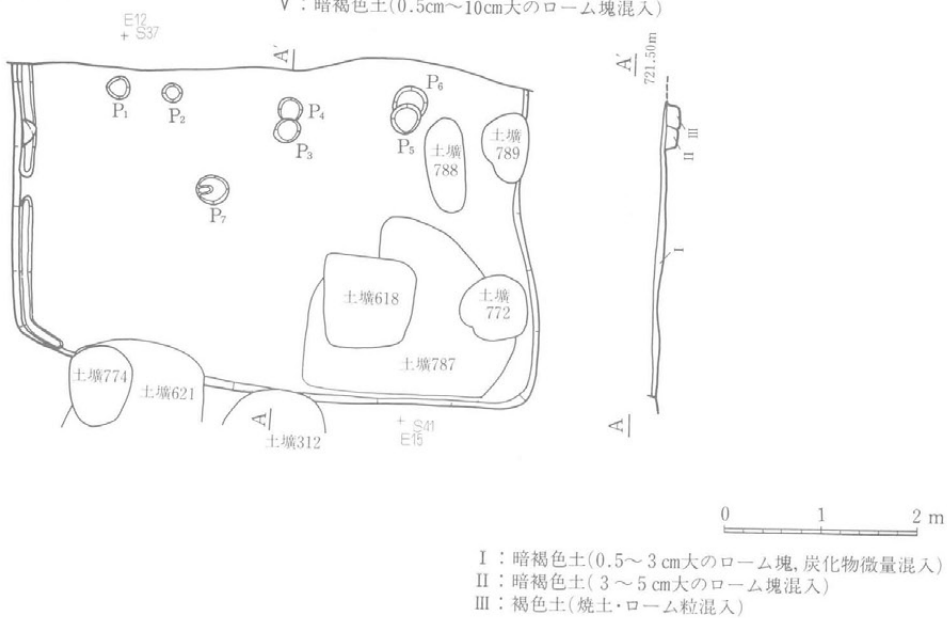 V：暗褐色土(0.5cm～10cm大のローム塊混入)
E12
+ S37
A'
A'
721.50m
P1
P2
P4
P3
P6
P5
P7
土壙
788
土壙
789
III
II
I
土壙618
土壙
772
土壙787
土壙774
土壙621
A
土壙312
+ S41
E15
A
0 1 2 m
I：暗褐色土(0.5～3cm大のローム塊,炭化物微量混入)
II：暗褐色土(3～5cm大のローム塊混入)
III：褐色土(焼土・ローム粒混入)